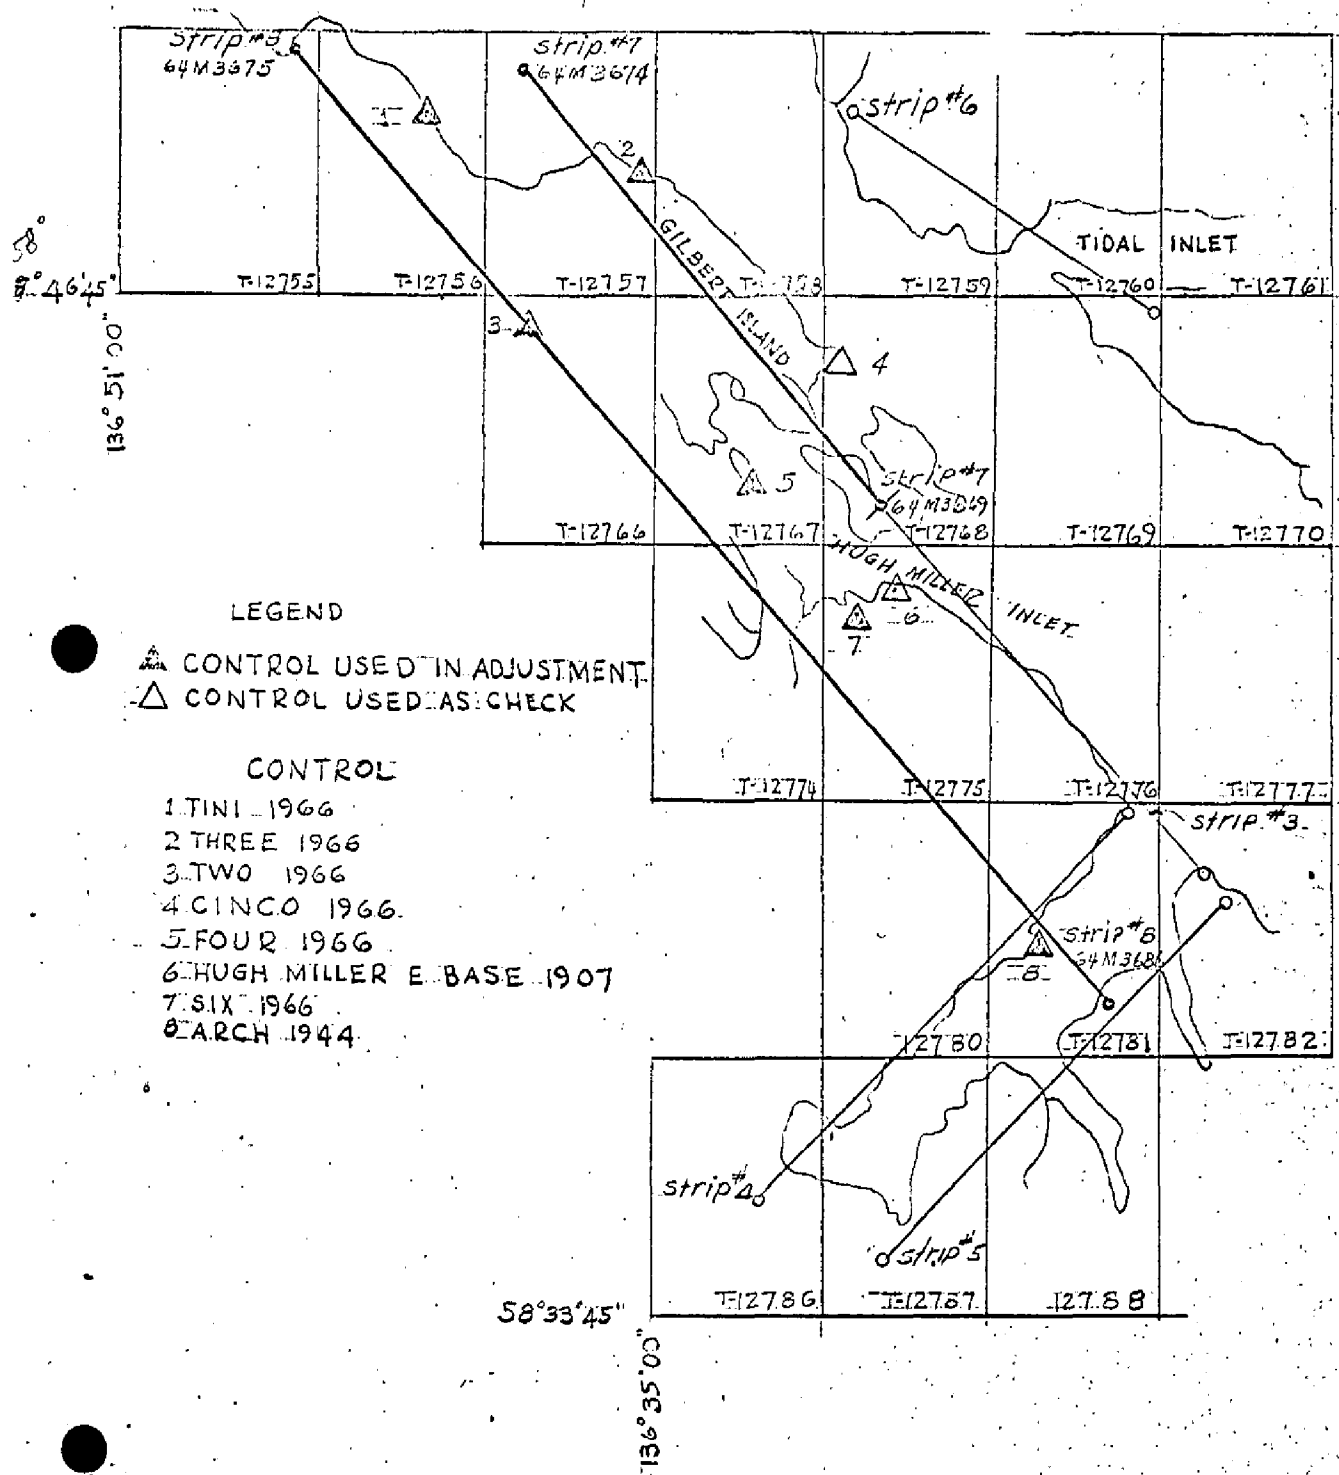 strip #8
64M3675
strip #7
64M3674
strip #6
1
2
TIDAL INLET
58°
46'45"
T-12755
T-12756
T-12757
T-12758
T-12759
T-12760
T-12761
GILBERT ISLAND
136° 51' 00"
3
4
5
strip #7
64M3669
T-12766
T-12767
T-12768
T-12769
T-12770
HUGH MILLER INLET
6
7
LEGEND
CONTROL USED IN ADJUSTMENT
CONTROL USED AS CHECK
CONTROL
1 TINI 1966
2 THREE 1966
3 TWO 1966
4 CINCO 1966
5 FOUR 1966
6 HUGH MILLER E BASE 1907
7 SIX 1966
8 ARCH 1944
T-12774
T-12775
T-12776
T-12777
strip #3
strip #8
64M368
8
12780
T-12781
T-12782
strip #4
strip #5
T-12786
T-12787
12788
58°33'45"
136°35'00"